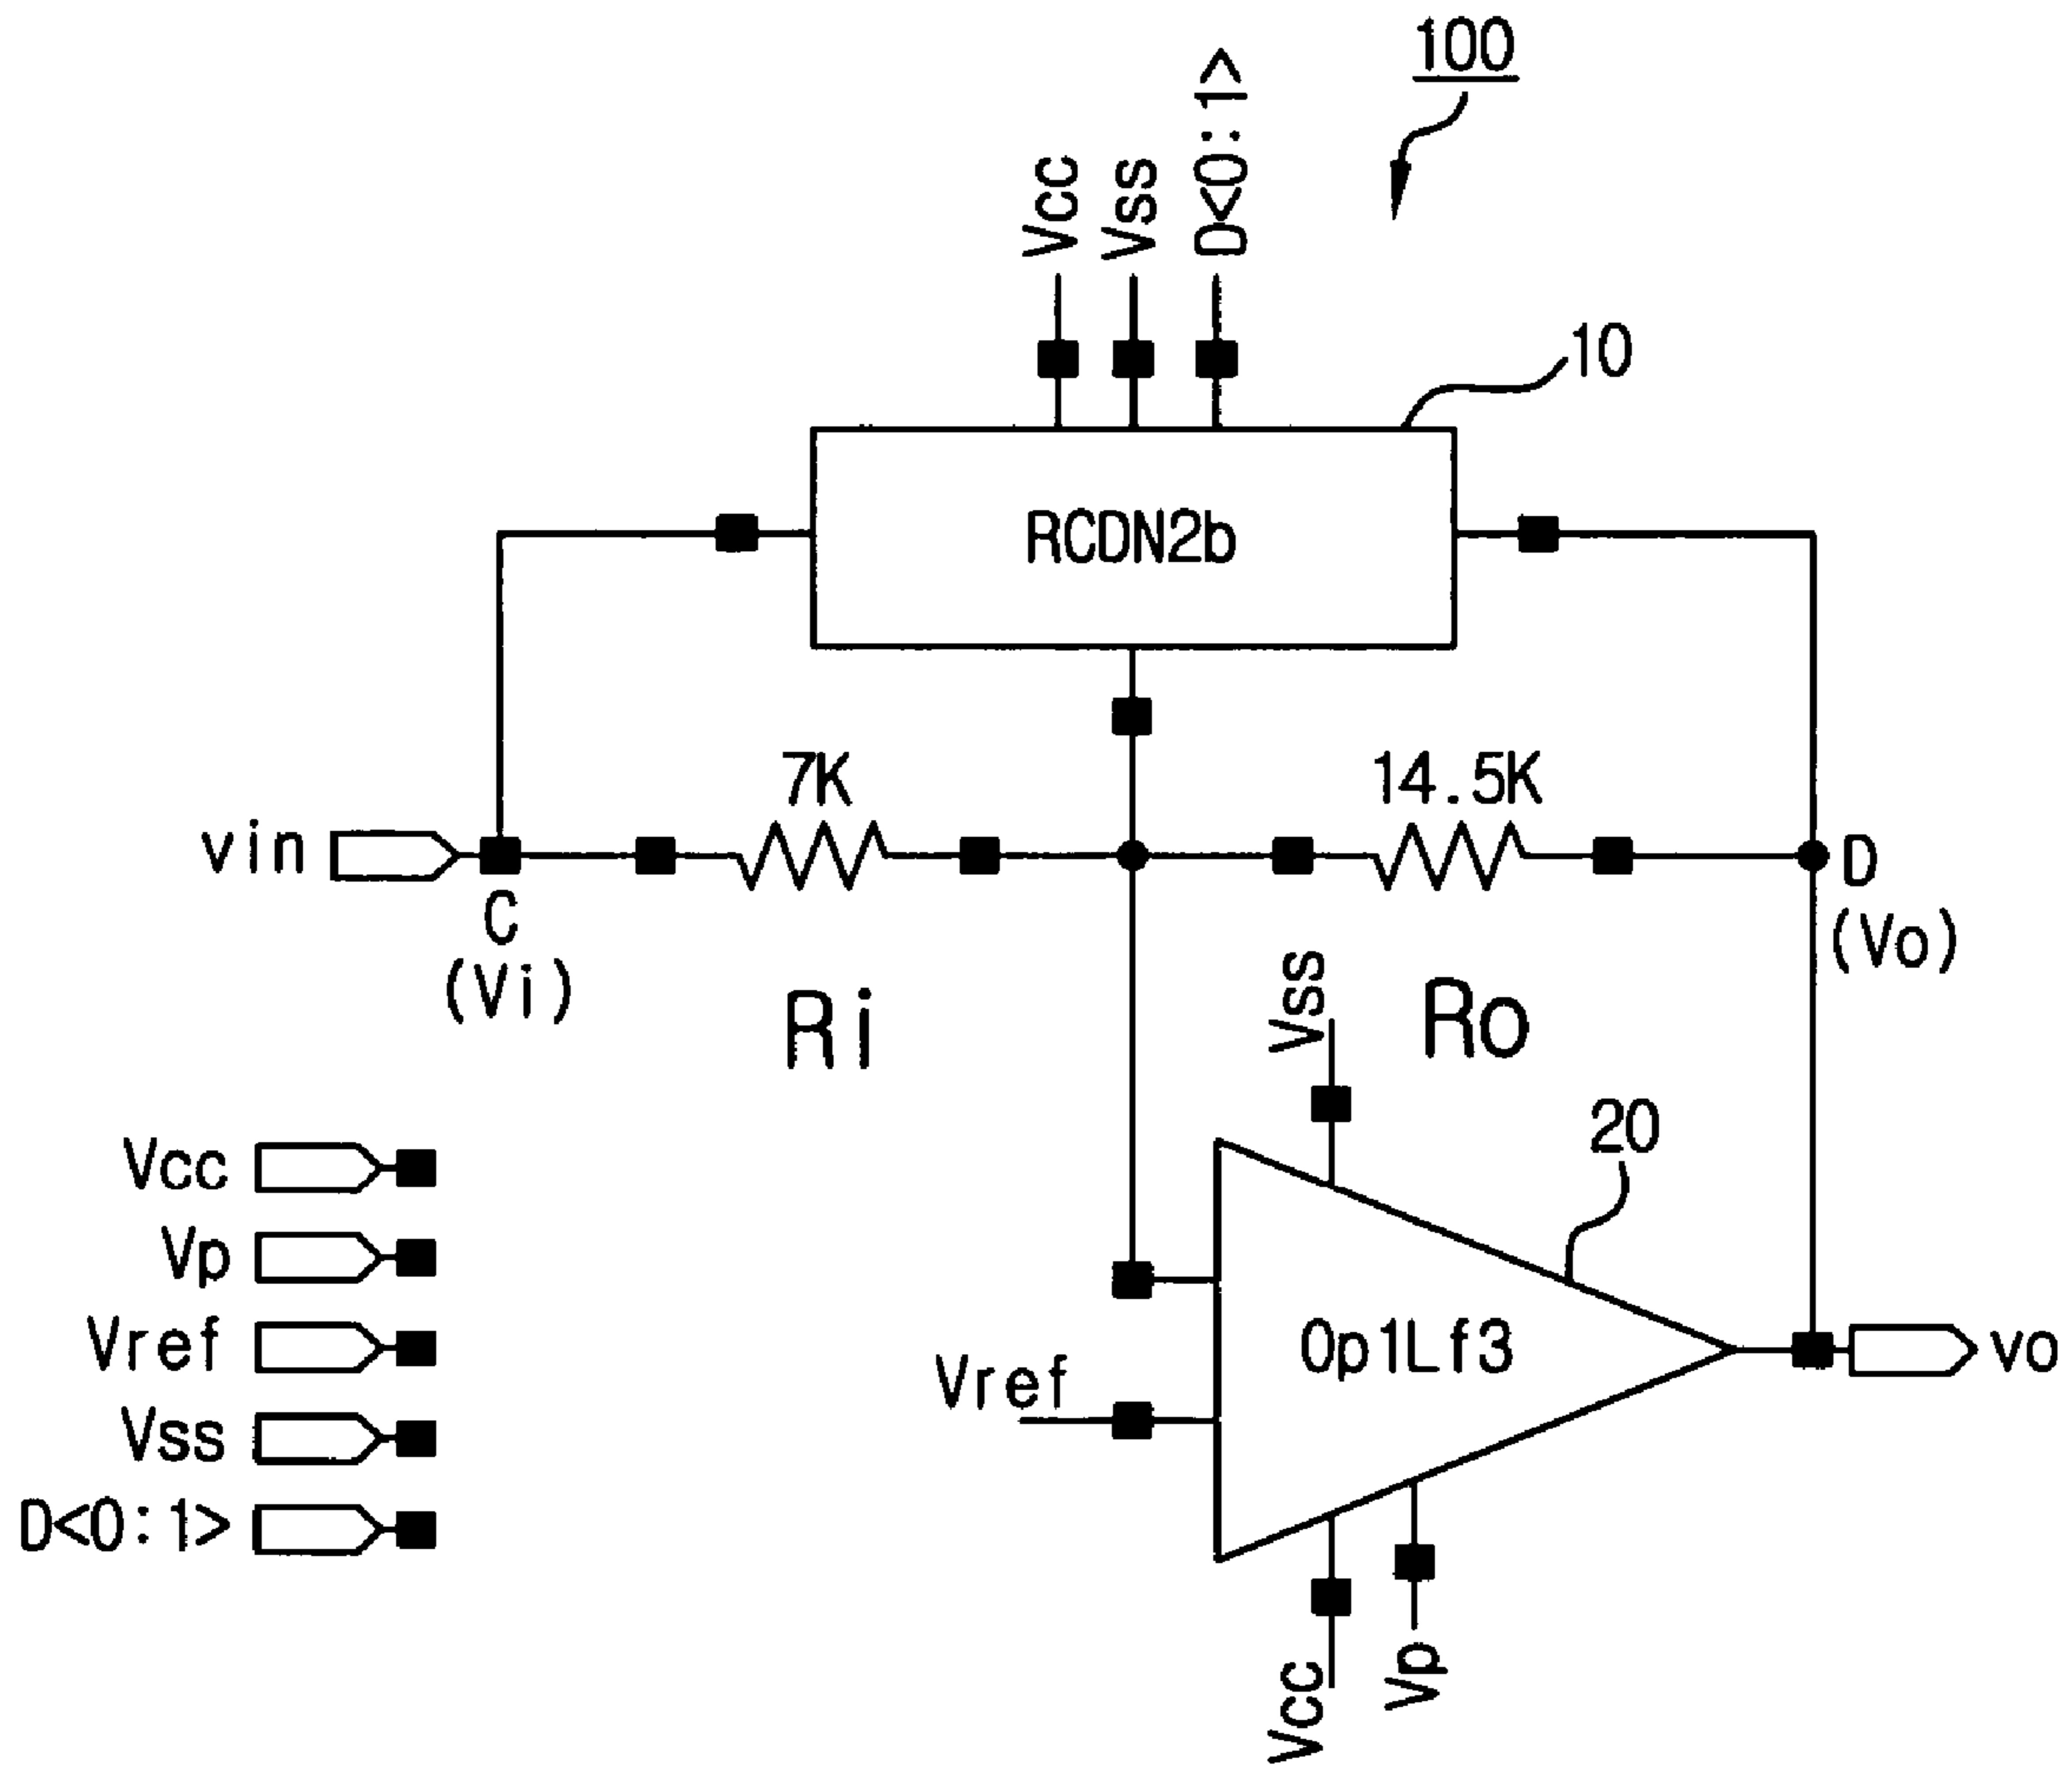 100
Vcc
Vss
D<0:1>
10
RCDN2b
7K
14.5K
vin
C
(Vi)
D
(Vo)
Ri
Ro
Vss
20
Vcc
Vp
Vref
Vss
D<0:1>
Op1Lf3
Vref
vo
Vcc
Vp